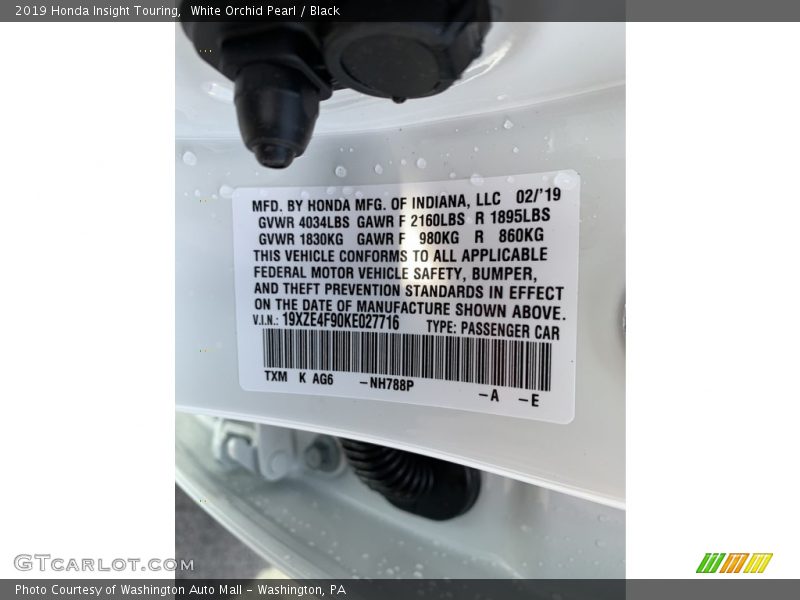 2019 Honda Insight Touring,  White Orchid Pearl / Black
MFD. BY HONDA MFG. OF INDIANA, LLC 02/'19
GVWR 4034LBS GAWR F 2160LBS R 1895LBS
GVWR 1830KG GAWR F 980KG R 860KG
THIS VEHICLE CONFORMS TO ALL APPLICABLE
FEDERAL MOTOR VEHICLE SAFETY, BUMPER,
AND THEFT PREVENTION STANDARDS IN EFFECT
ON THE DATE OF MANUFACTURE SHOWN ABOVE.
V.I.N.: 19XZE4F90KE027716 TYPE: PASSENGER CAR
TXM K AG6 –NH788P
–A –E
GTCarlot.com
Photo Courtesy of Washington Auto Mall – Washington, PA